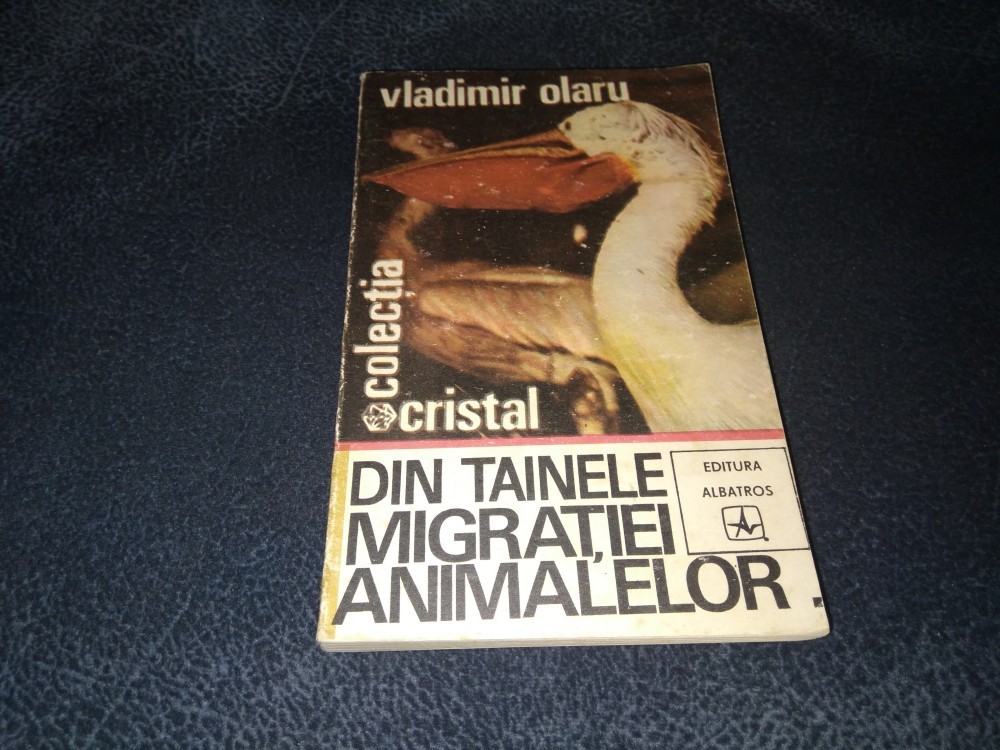 vladimir olaru
colecția
cristal
DIN TAINELE
MIGRAȚIEI
ANIMALELOR
EDITURA
ALBATROS